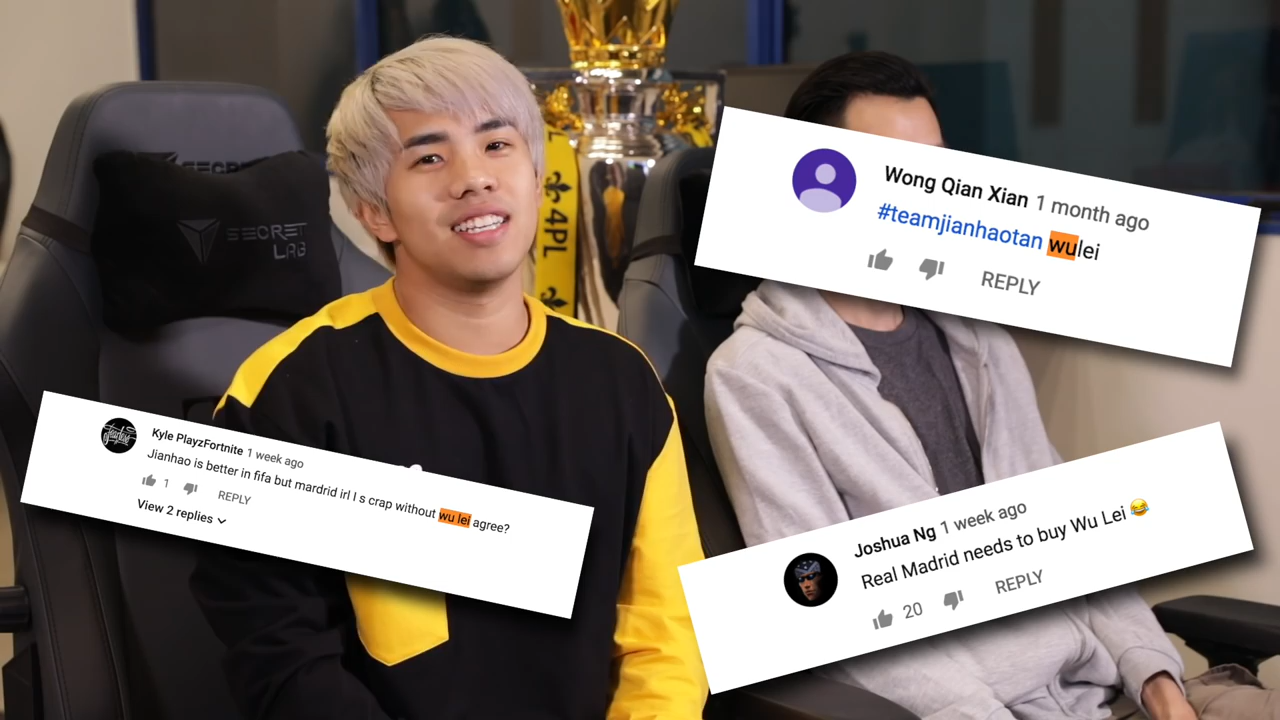 SECRET
SECRET
LAB
4PL
Wong Qian Xian 1 month ago
#teamjianhaotan wulei
REPLY
Kyle PlayzFortnite 1 week ago
Jianhao is better in fifa but mardrid irl I s crap without wu lei agree?
1 REPLY
View 2 replies
Joshua Ng 1 week ago
Real Madrid needs to buy Wu Lei 😂
20 REPLY